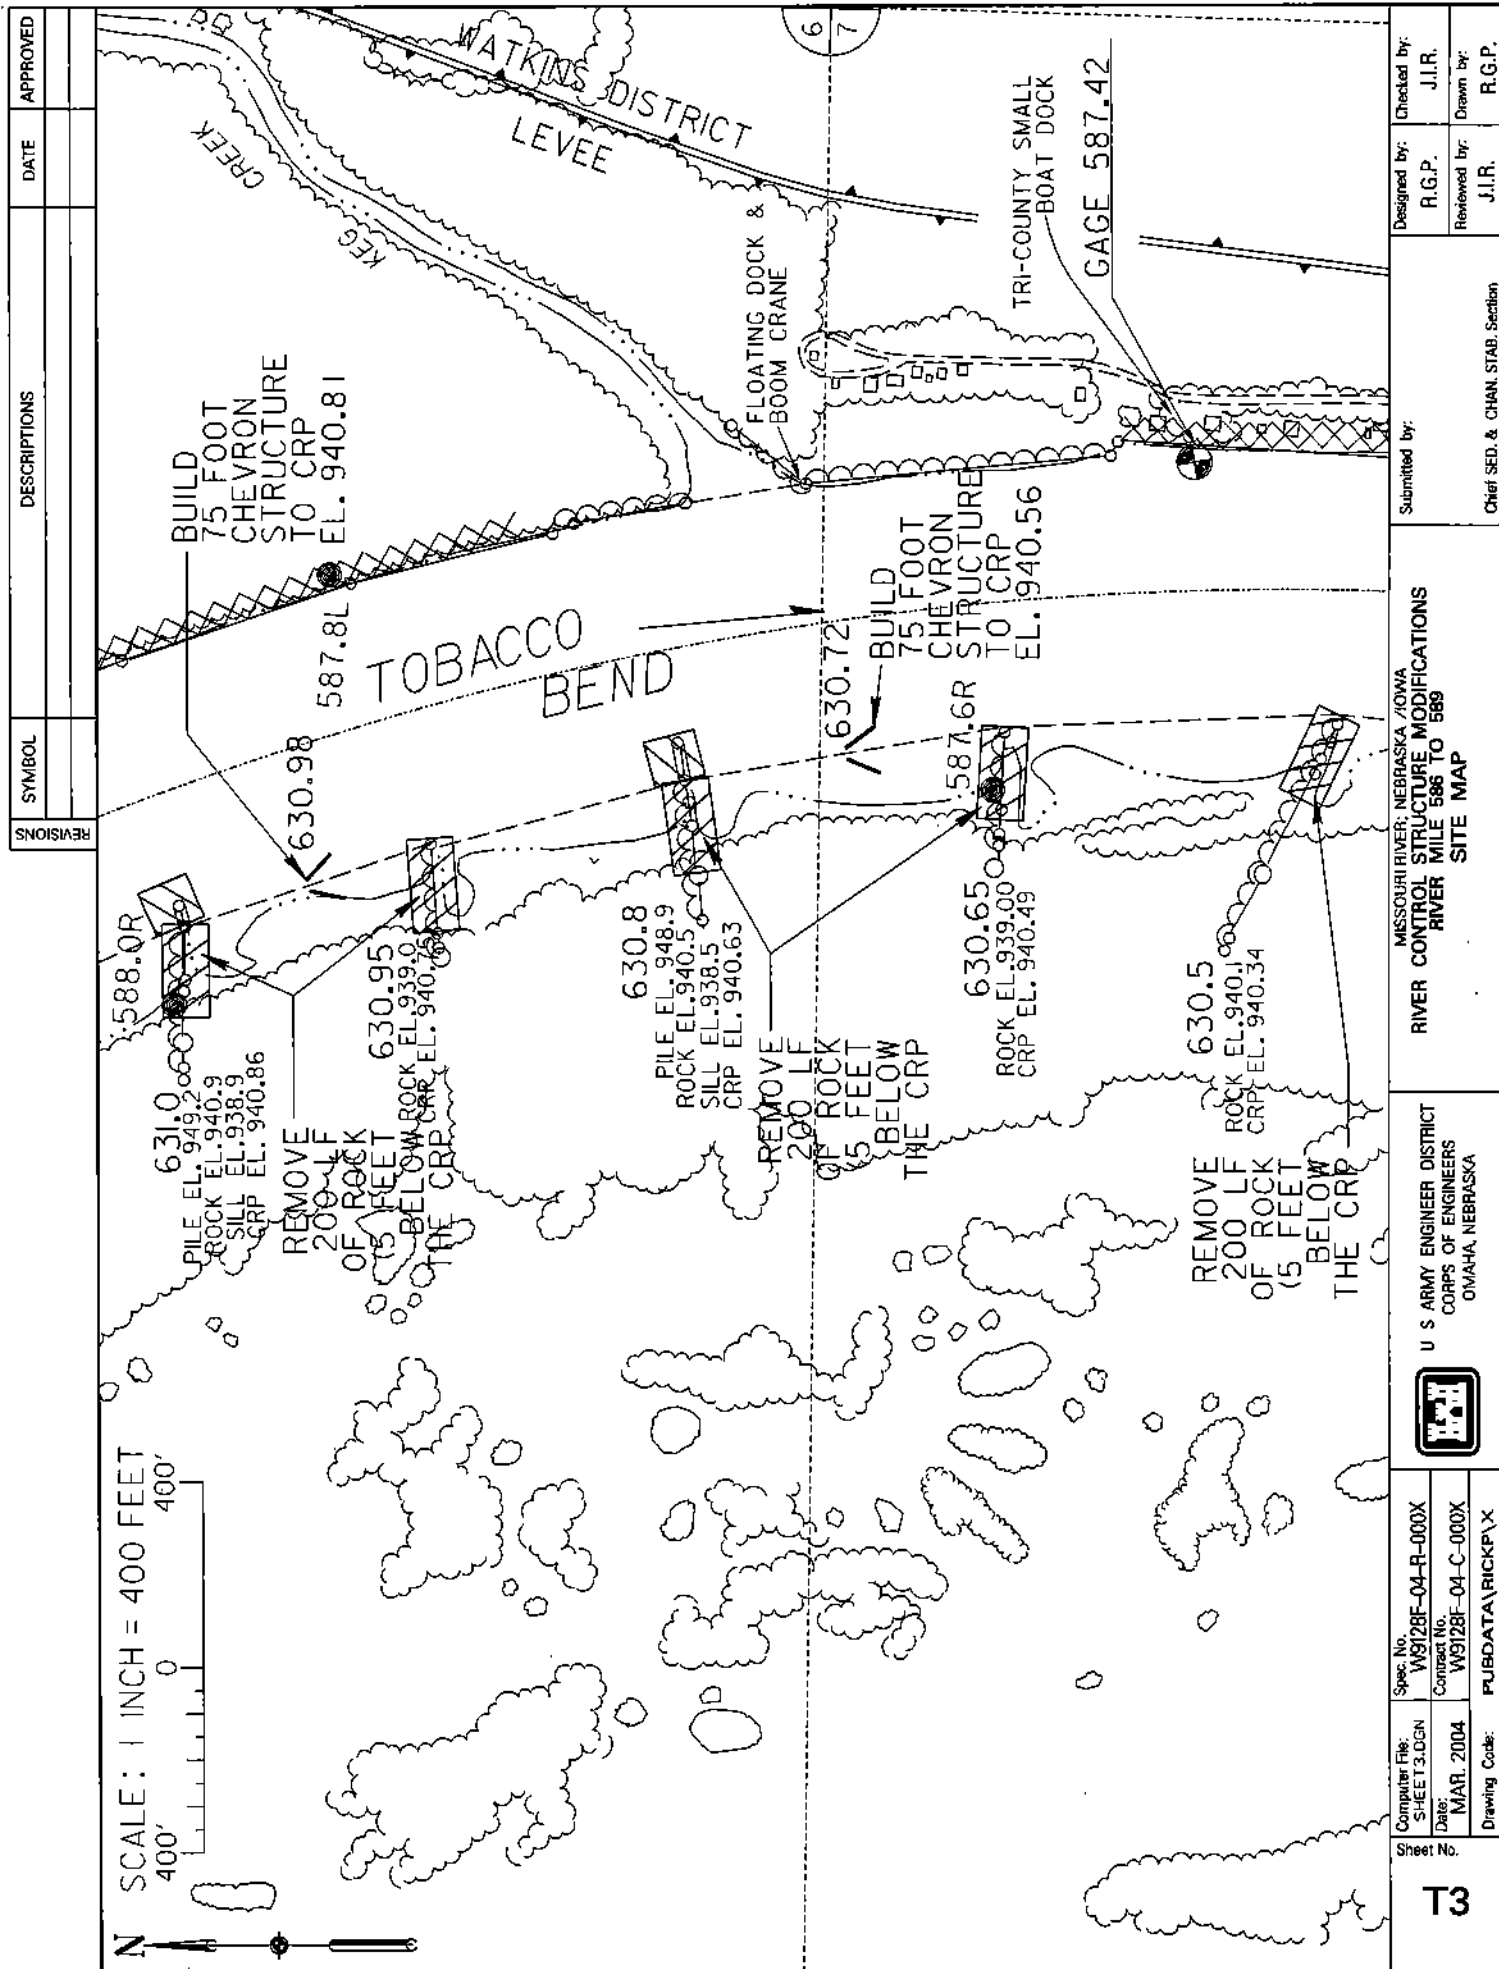 REVISIONS
SYMBOL
DESCRIPTIONS
DATE
APPROVED
SCALE: 1 INCH = 400 FEET
400'
0
400'
N
WATKINS DISTRICT
LEVEE
KEG
CREEK
6
7
BUILD
75 FOOT
CHEVRON
STRUCTURE
TO CRP
EL. 940.81
587.8L
TOBACCO
BEND
FLOATING DOCK &
BOOM CRANE
TRI-COUNTY SMALL
BOAT DOCK
GAGE 587.42
630.98
588.0R
631.0
PILE EL. 949.2
ROCK EL.940.9
SILL EL.938.9
CRP EL. 940.86
REMOVE
200 LF
OF ROCK
(5 FEET
BELOW
THE CRP
630.95
ROCK EL.939.0
CRP EL. 940.76
630.8
PILE EL. 948.9
ROCK EL.940.5
SILL EL.938.5
CRP EL. 940.63
REMOVE
200 LF
OF ROCK
(5 FEET
BELOW
THE CRP
630.72
BUILD
75 FOOT
CHEVRON
STRUCTURE
TO CRP
EL. 940.56
587.6R
630.65
ROCK EL.939.00
CRP EL. 940.49
630.5
ROCK EL.940.1
CRP EL. 940.34
REMOVE
200 LF
OF ROCK
(5 FEET
BELOW
THE CRP
Sheet No.
T3
Computer File:
SHEET3.DGN
Date:
MAR. 2004
Drawing Code:
PUBDATA\RICKP\X
Spec. No.
W9128F-04-R-000X
Contract No.
W9128F-04-C-000X
U S ARMY ENGINEER DISTRICT
CORPS OF ENGINEERS
OMAHA, NEBRASKA
MISSOURI RIVER; NEBRASKA /IOWA
RIVER CONTROL STRUCTURE MODIFICATIONS
RIVER MILE 586 TO 589
SITE MAP
Submitted by:
Chief SED. & CHAN. STAB. Section
Designed by:
R.G.P.
Checked by:
J.I.R.
Reviewed by:
J.I.R.
Drawn by:
R.G.P.